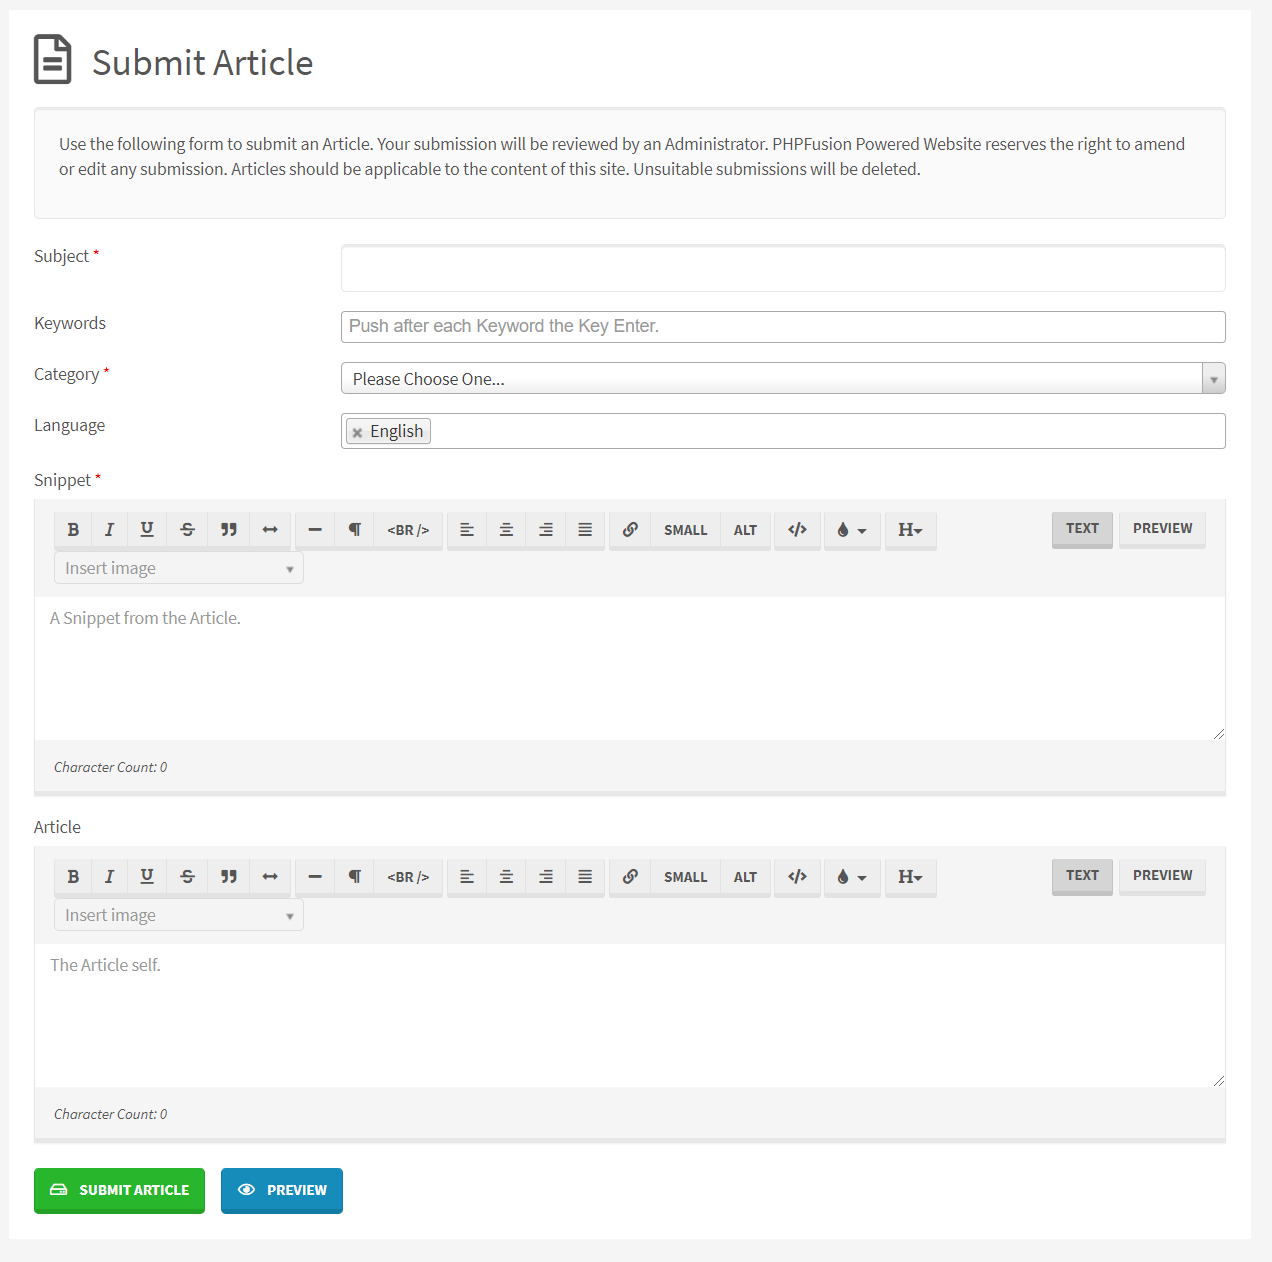 Submit Article
Use the following form to submit an Article. Your submission will be reviewed by an Administrator. PHPFusion Powered Website reserves the right to amend
or edit any submission. Articles should be applicable to the content of this site. Unsuitable submissions will be deleted.
Subject *
Keywords
Push after each Keyword the Key Enter.
Category *
Please Choose One...
Language
× English
Snippet *
B I U S <BR /> SMALL ALT </> H TEXT PREVIEW
Insert image
A Snippet from the Article.
Character Count: 0
Article
B I U S <BR /> SMALL ALT </> H TEXT PREVIEW
Insert image
The Article self.
Character Count: 0
SUBMIT ARTICLE PREVIEW